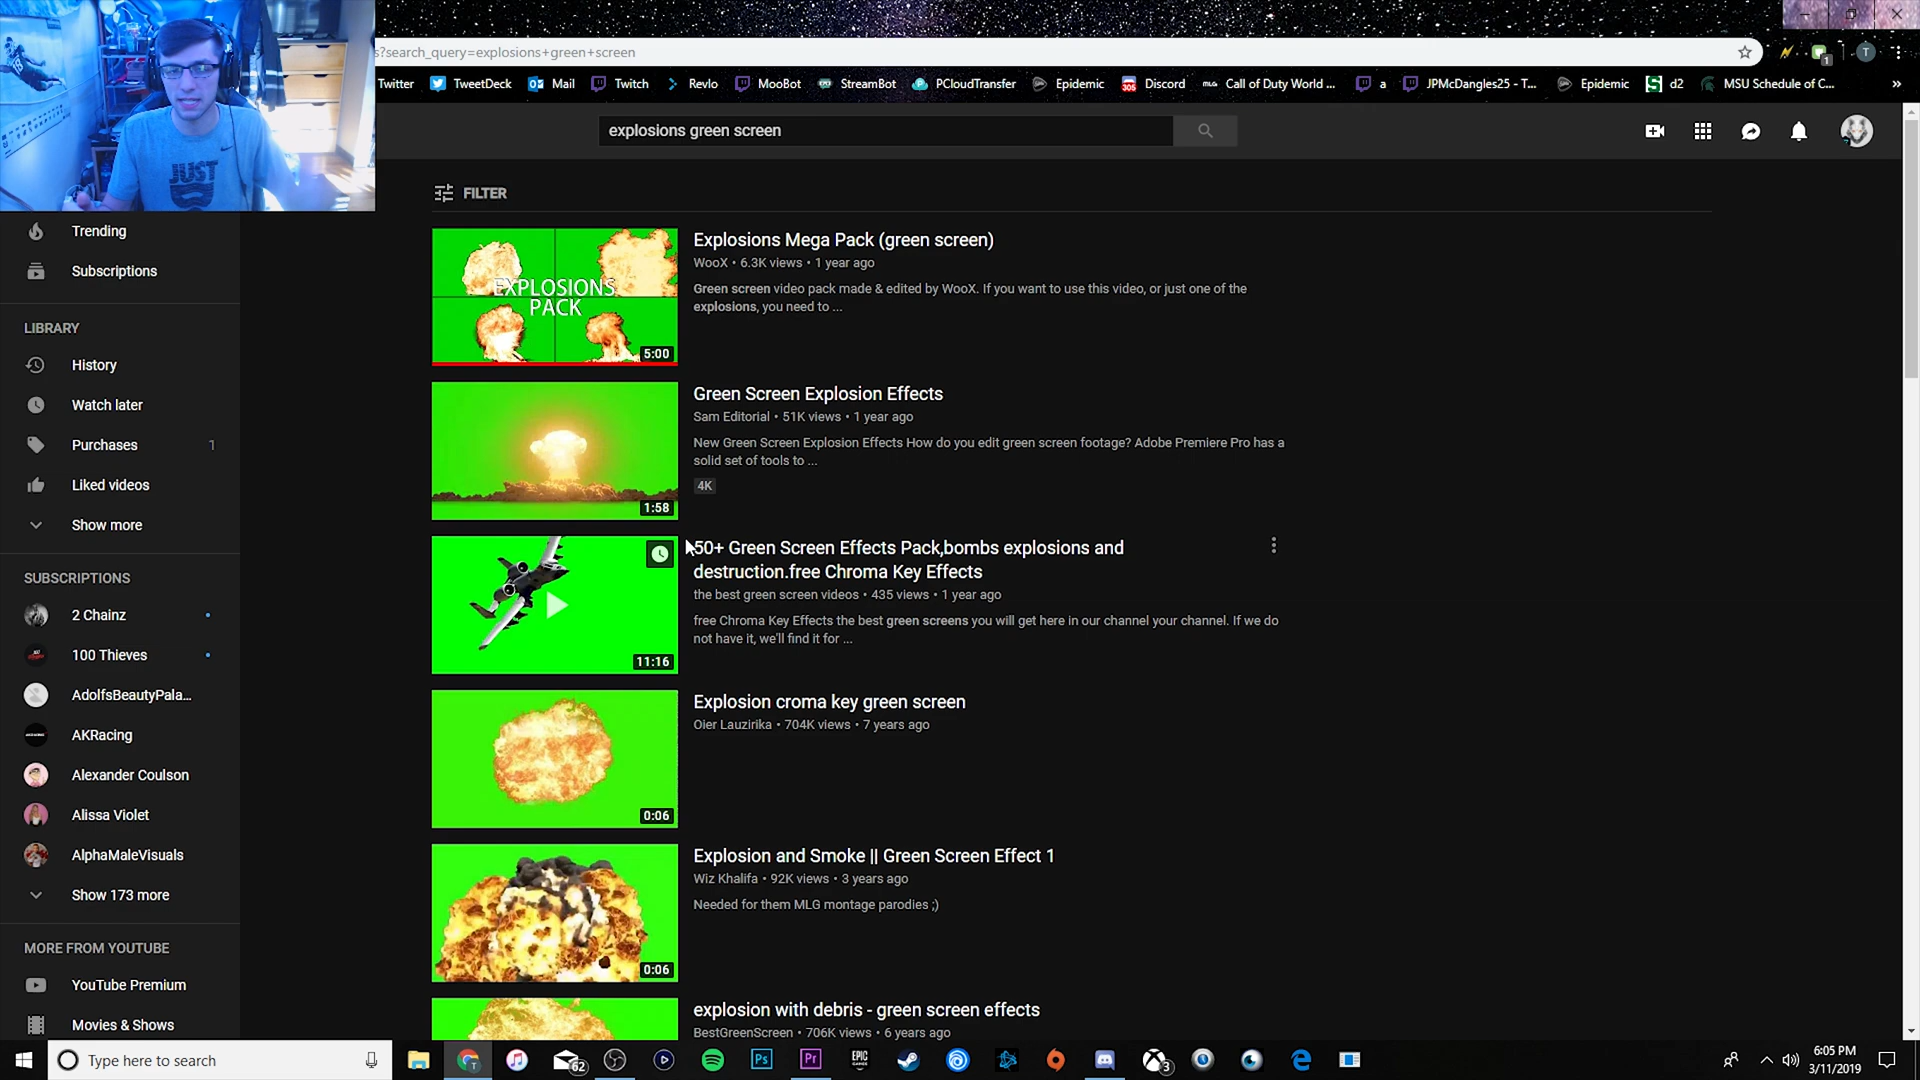 s?search_query=explosions+green+screen
Twitter TweetDeck Mail Twitch Revlo MooBot StreamBot PCloudTransfer Epidemic Discord Call of Duty World ... a JPMcDangles25 - T... Epidemic d2 MSU Schedule of C... »
explosions green screen
FILTER
Trending
Subscriptions
LIBRARY
History
Watch later
Purchases 1
Liked videos
Show more
SUBSCRIPTIONS
2 Chainz
100 Thieves
AdolfsBeautyPala...
AKRacing
Alexander Coulson
Alissa Violet
AlphaMaleVisuals
Show 173 more
MORE FROM YOUTUBE
YouTube Premium
Movies & Shows
EXPLOSIONS
PACK
5:00
Explosions Mega Pack (green screen)
WooX • 6.3K views • 1 year ago
Green screen video pack made & edited by WooX. If you want to use this video, or just one of the
explosions, you need to ...
1:58
Green Screen Explosion Effects
Sam Editorial • 51K views • 1 year ago
New Green Screen Explosion Effects How do you edit green screen footage? Adobe Premiere Pro has a
solid set of tools to ...
4K
11:16
50+ Green Screen Effects Pack,bombs explosions and
destruction.free Chroma Key Effects
the best green screen videos • 435 views • 1 year ago
free Chroma Key Effects the best green screens you will get here in our channel your channel. If we do
not have it, we'll find it for ...
0:06
Explosion croma key green screen
Oier Lauzirika • 704K views • 7 years ago
0:06
Explosion and Smoke || Green Screen Effect 1
Wiz Khalifa • 92K views • 3 years ago
Needed for them MLG montage parodies ;)
explosion with debris - green screen effects
BestGreenScreen • 706K views • 6 years ago
JUST
Type here to search
62
Ps
Pr
EPIC
GAMES
3
6:05 PM
3/11/2019